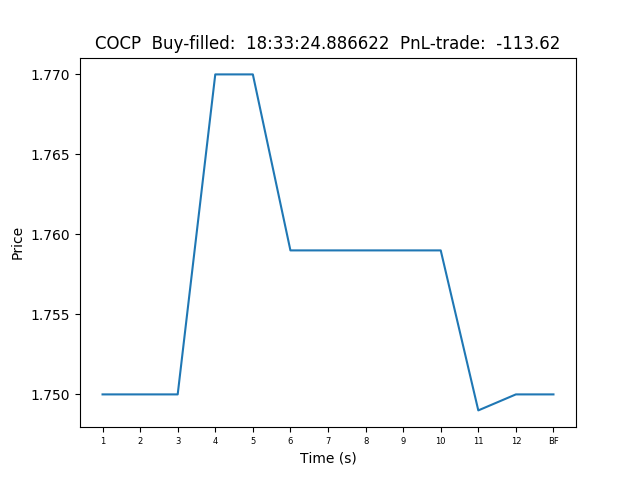 COCP  Buy-filled:  18:33:24.886622  PnL-trade:  -113.62
1.770
1.765
1.760
1.755
1.750
Price
1 2 3 4 5 6 7 8 9 10 11 12 BF
Time (s)